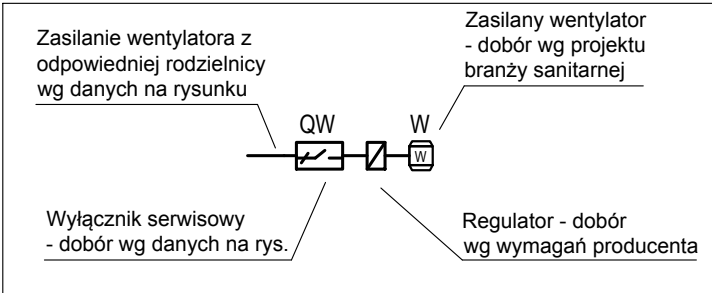 Zasilanie wentylatora z
odpowiedniej rodzielnicy
wg danych na rysunku
Zasilany wentylator
- dobór wg projektu
branży sanitarnej
QW
W
W
Wyłącznik serwisowy
- dobór wg danych na rys.
Regulator - dobór
wg wymagań producenta